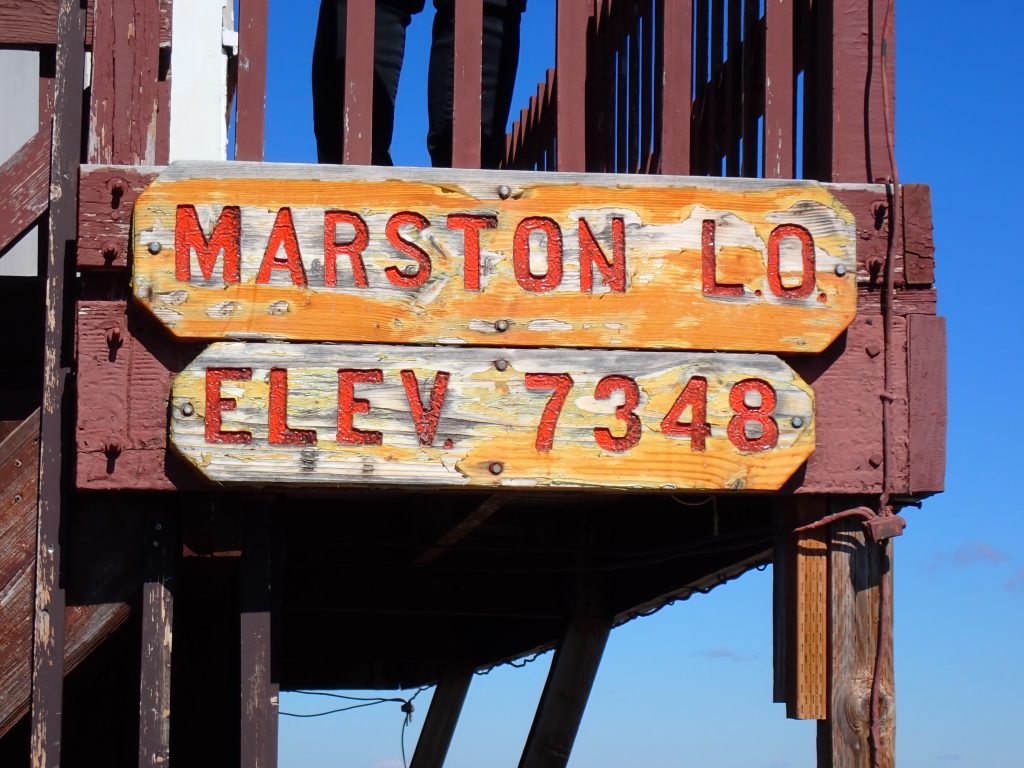 MARSTON L.O.
ELEV. 7348